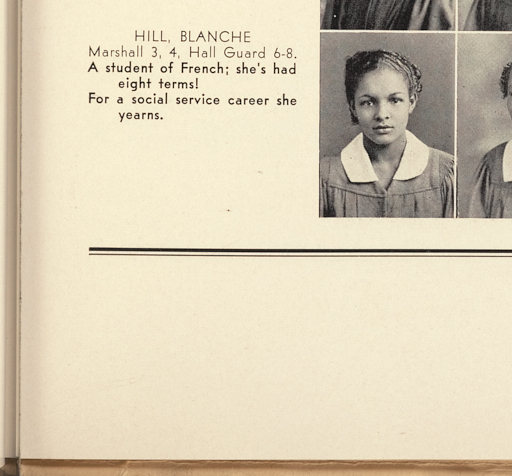 HILL, BLANCHE
Marshall 3, 4, Hall Guard 6-8.
A student of French; she's had
eight terms!
For a social service career she
yearns.